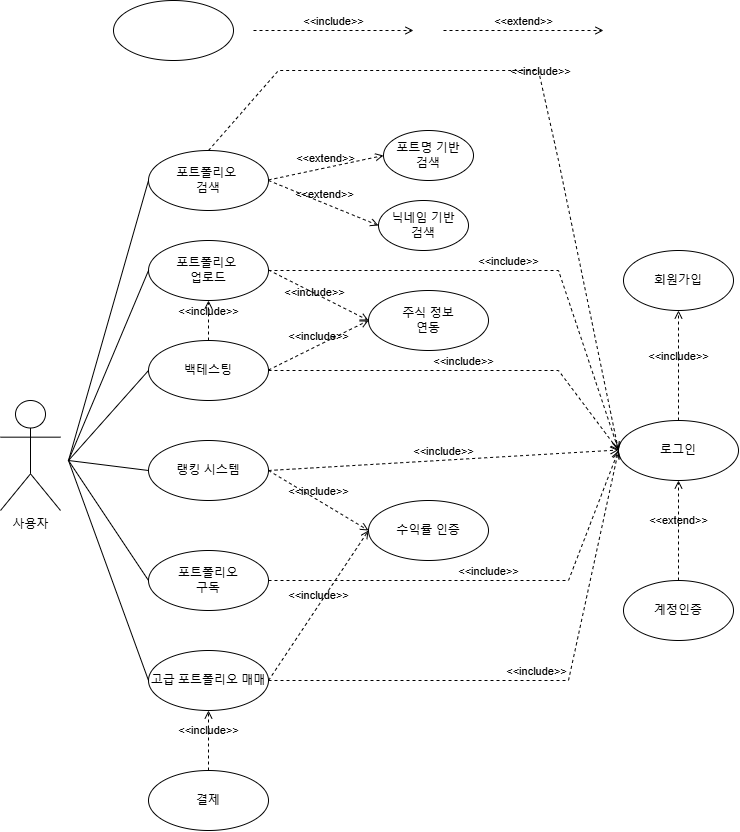 <<include>>
<<extend>>
<<include>>
포트명 기반
검색
<<extend>>
포트폴리오
검색
<<extend>>
닉네임 기반
검색
포트폴리오
업로드
<<include>>
회원가입
<<include>>
<<include>>
주식 정보
연동
<<include>>
<<include>>
백테스팅
<<include>>
랭킹 시스템
<<include>>
로그인
<<include>>
사용자
수익률 인증
<<extend>>
포트폴리오
구독
<<include>>
<<include>>
계정인증
고급 포트폴리오 매매
<<include>>
<<include>>
결제